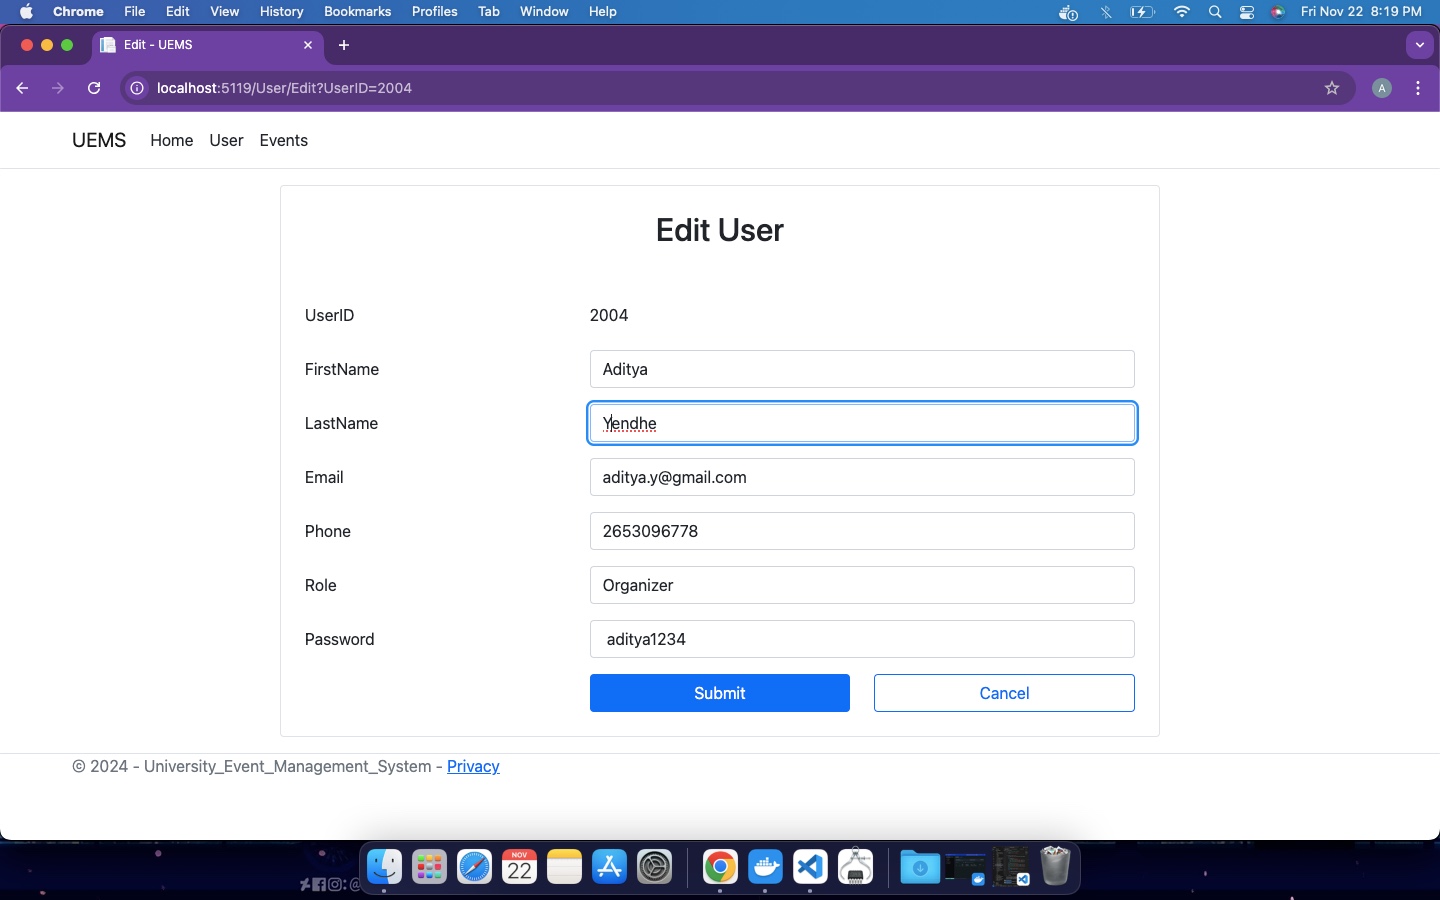 Chrome File Edit View History Bookmarks Profiles Tab Window Help Fri Nov 22 8:19 PM
Edit - UEMS
localhost:5119/User/Edit?UserID=2004 A
UEMS Home User Events
Edit User
UserID 2004
FirstName Aditya
LastName Yendhe
Email aditya.y@gmail.com
Phone 2653096778
Role Organizer
Password aditya1234
Submit Cancel
© 2024 - University_Event_Management_System - Privacy
NOV
22